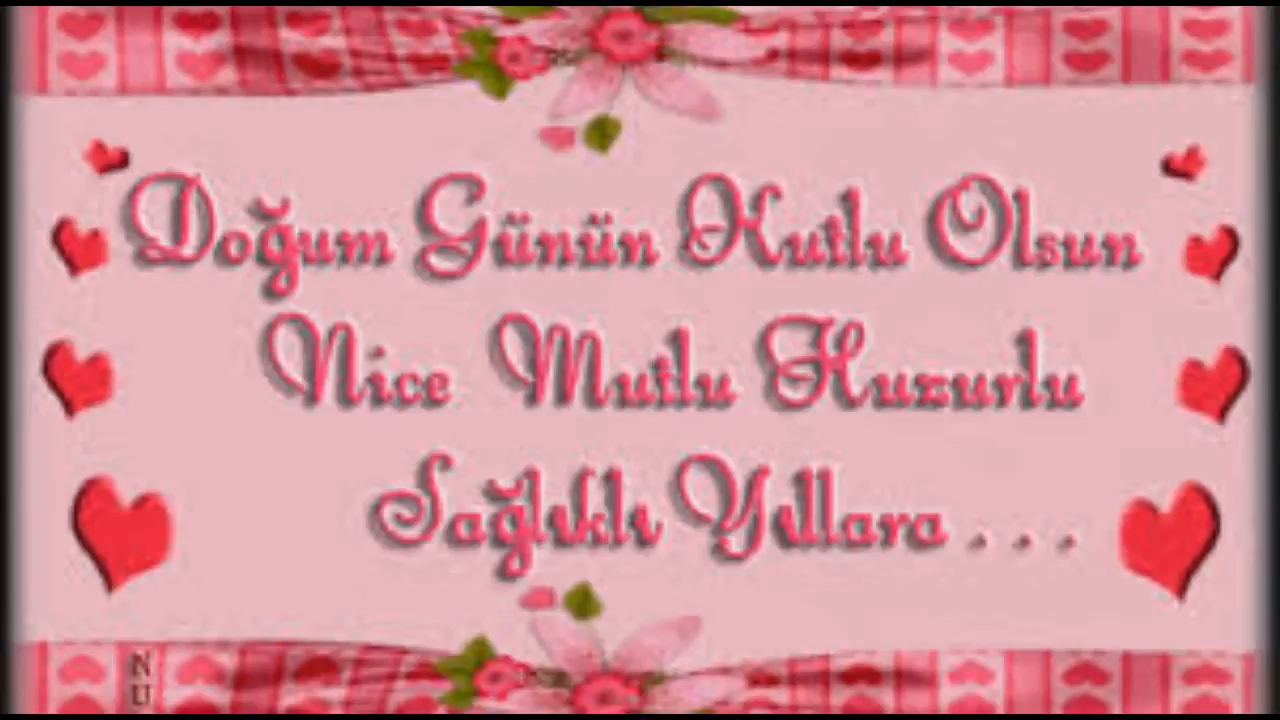 Doğum Günün Kutlu Olsun
Nice Mutlu Huzurlu
Sağlıklı Yıllara . . .
N
U